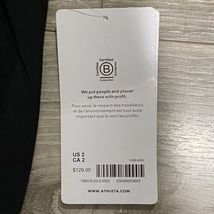 Certified
B
Corporation
We put people and planet
up there with profit.
Pour vous, le respect des travailleurs
et de l'environnement est tout aussi
important que le sont les profits.
US 2
CA 2
$129.00
WWW.ATHLETA.COM